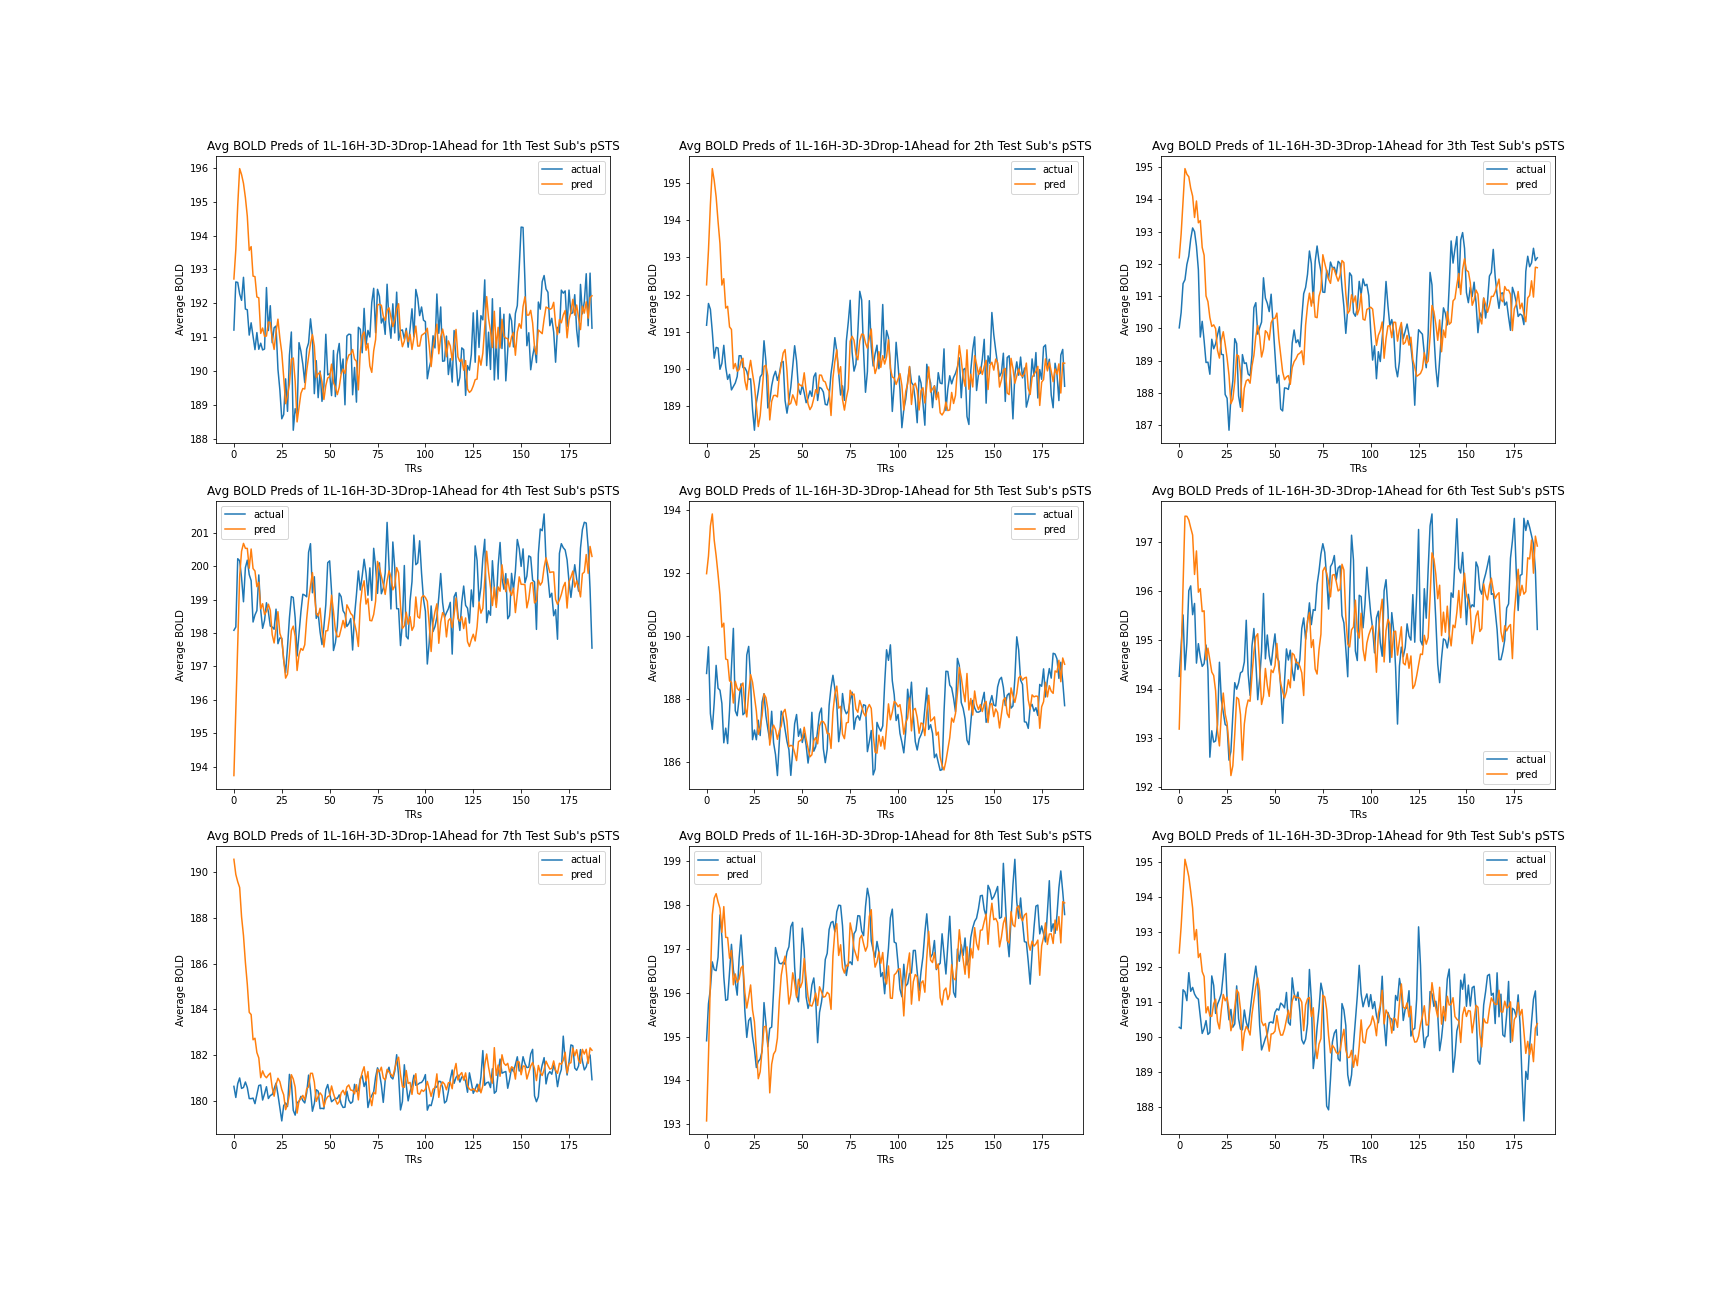 Avg BOLD Preds of 1L-16H-3D-3Drop-1Ahead for 1th Test Sub's pSTS
196
195
194
193
192
191
190
189
188
Average BOLD
actual
pred
0 25 50 75 100 125 150 175
TRs
Avg BOLD Preds of 1L-16H-3D-3Drop-1Ahead for 2th Test Sub's pSTS
195
194
193
192
191
190
189
Average BOLD
actual
pred
0 25 50 75 100 125 150 175
TRs
Avg BOLD Preds of 1L-16H-3D-3Drop-1Ahead for 3th Test Sub's pSTS
195
194
193
192
191
190
189
188
187
Average BOLD
actual
pred
0 25 50 75 100 125 150 175
TRs
Avg BOLD Preds of 1L-16H-3D-3Drop-1Ahead for 4th Test Sub's pSTS
201
200
199
198
197
196
195
194
Average BOLD
actual
pred
0 25 50 75 100 125 150 175
TRs
Avg BOLD Preds of 1L-16H-3D-3Drop-1Ahead for 5th Test Sub's pSTS
194
192
190
188
186
Average BOLD
actual
pred
0 25 50 75 100 125 150 175
TRs
Avg BOLD Preds of 1L-16H-3D-3Drop-1Ahead for 6th Test Sub's pSTS
197
196
195
194
193
192
Average BOLD
actual
pred
0 25 50 75 100 125 150 175
TRs
Avg BOLD Preds of 1L-16H-3D-3Drop-1Ahead for 7th Test Sub's pSTS
190
188
186
184
182
180
Average BOLD
actual
pred
0 25 50 75 100 125 150 175
TRs
Avg BOLD Preds of 1L-16H-3D-3Drop-1Ahead for 8th Test Sub's pSTS
199
198
197
196
195
194
193
Average BOLD
actual
pred
0 25 50 75 100 125 150 175
TRs
Avg BOLD Preds of 1L-16H-3D-3Drop-1Ahead for 9th Test Sub's pSTS
195
194
193
192
191
190
189
188
Average BOLD
actual
pred
0 25 50 75 100 125 150 175
TRs